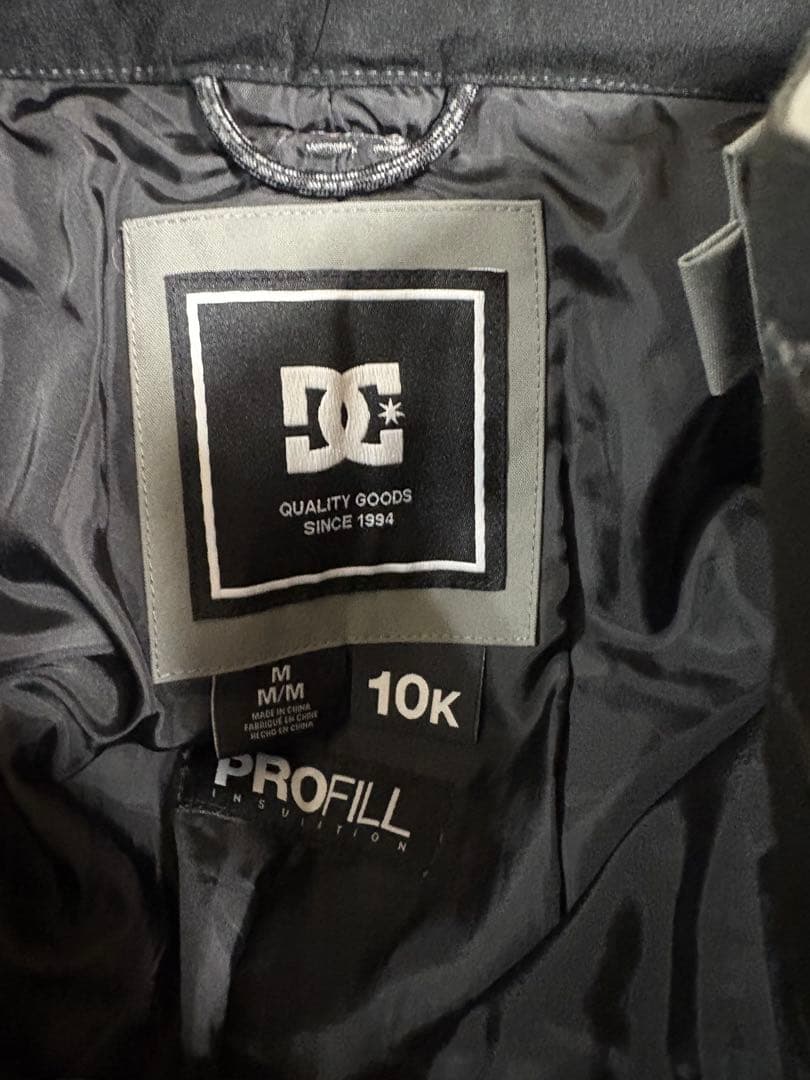 DC
QUALITY GOODS
SINCE 1994
M
M/M
MADE IN CHINA
FABRIQUÉ EN CHINE
HECHO EN CHINA
10K
PROFILL
INSULATION